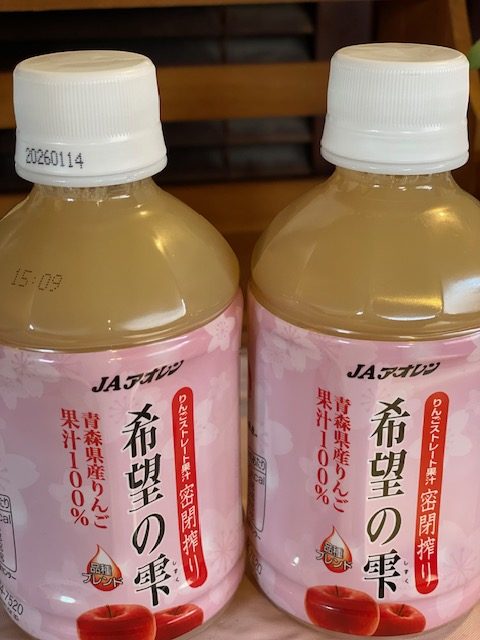 20260114
15:09
JAアオレン
りんごストレート果汁 密閉搾り
希望の雫
しずく
青森県産りんご
果汁100%
品種
ブレンド
JAアオレン
りんごストレート果汁 密閉搾り
希望の雫
しずく
青森県産りんご
果汁100%
品種
ブレンド